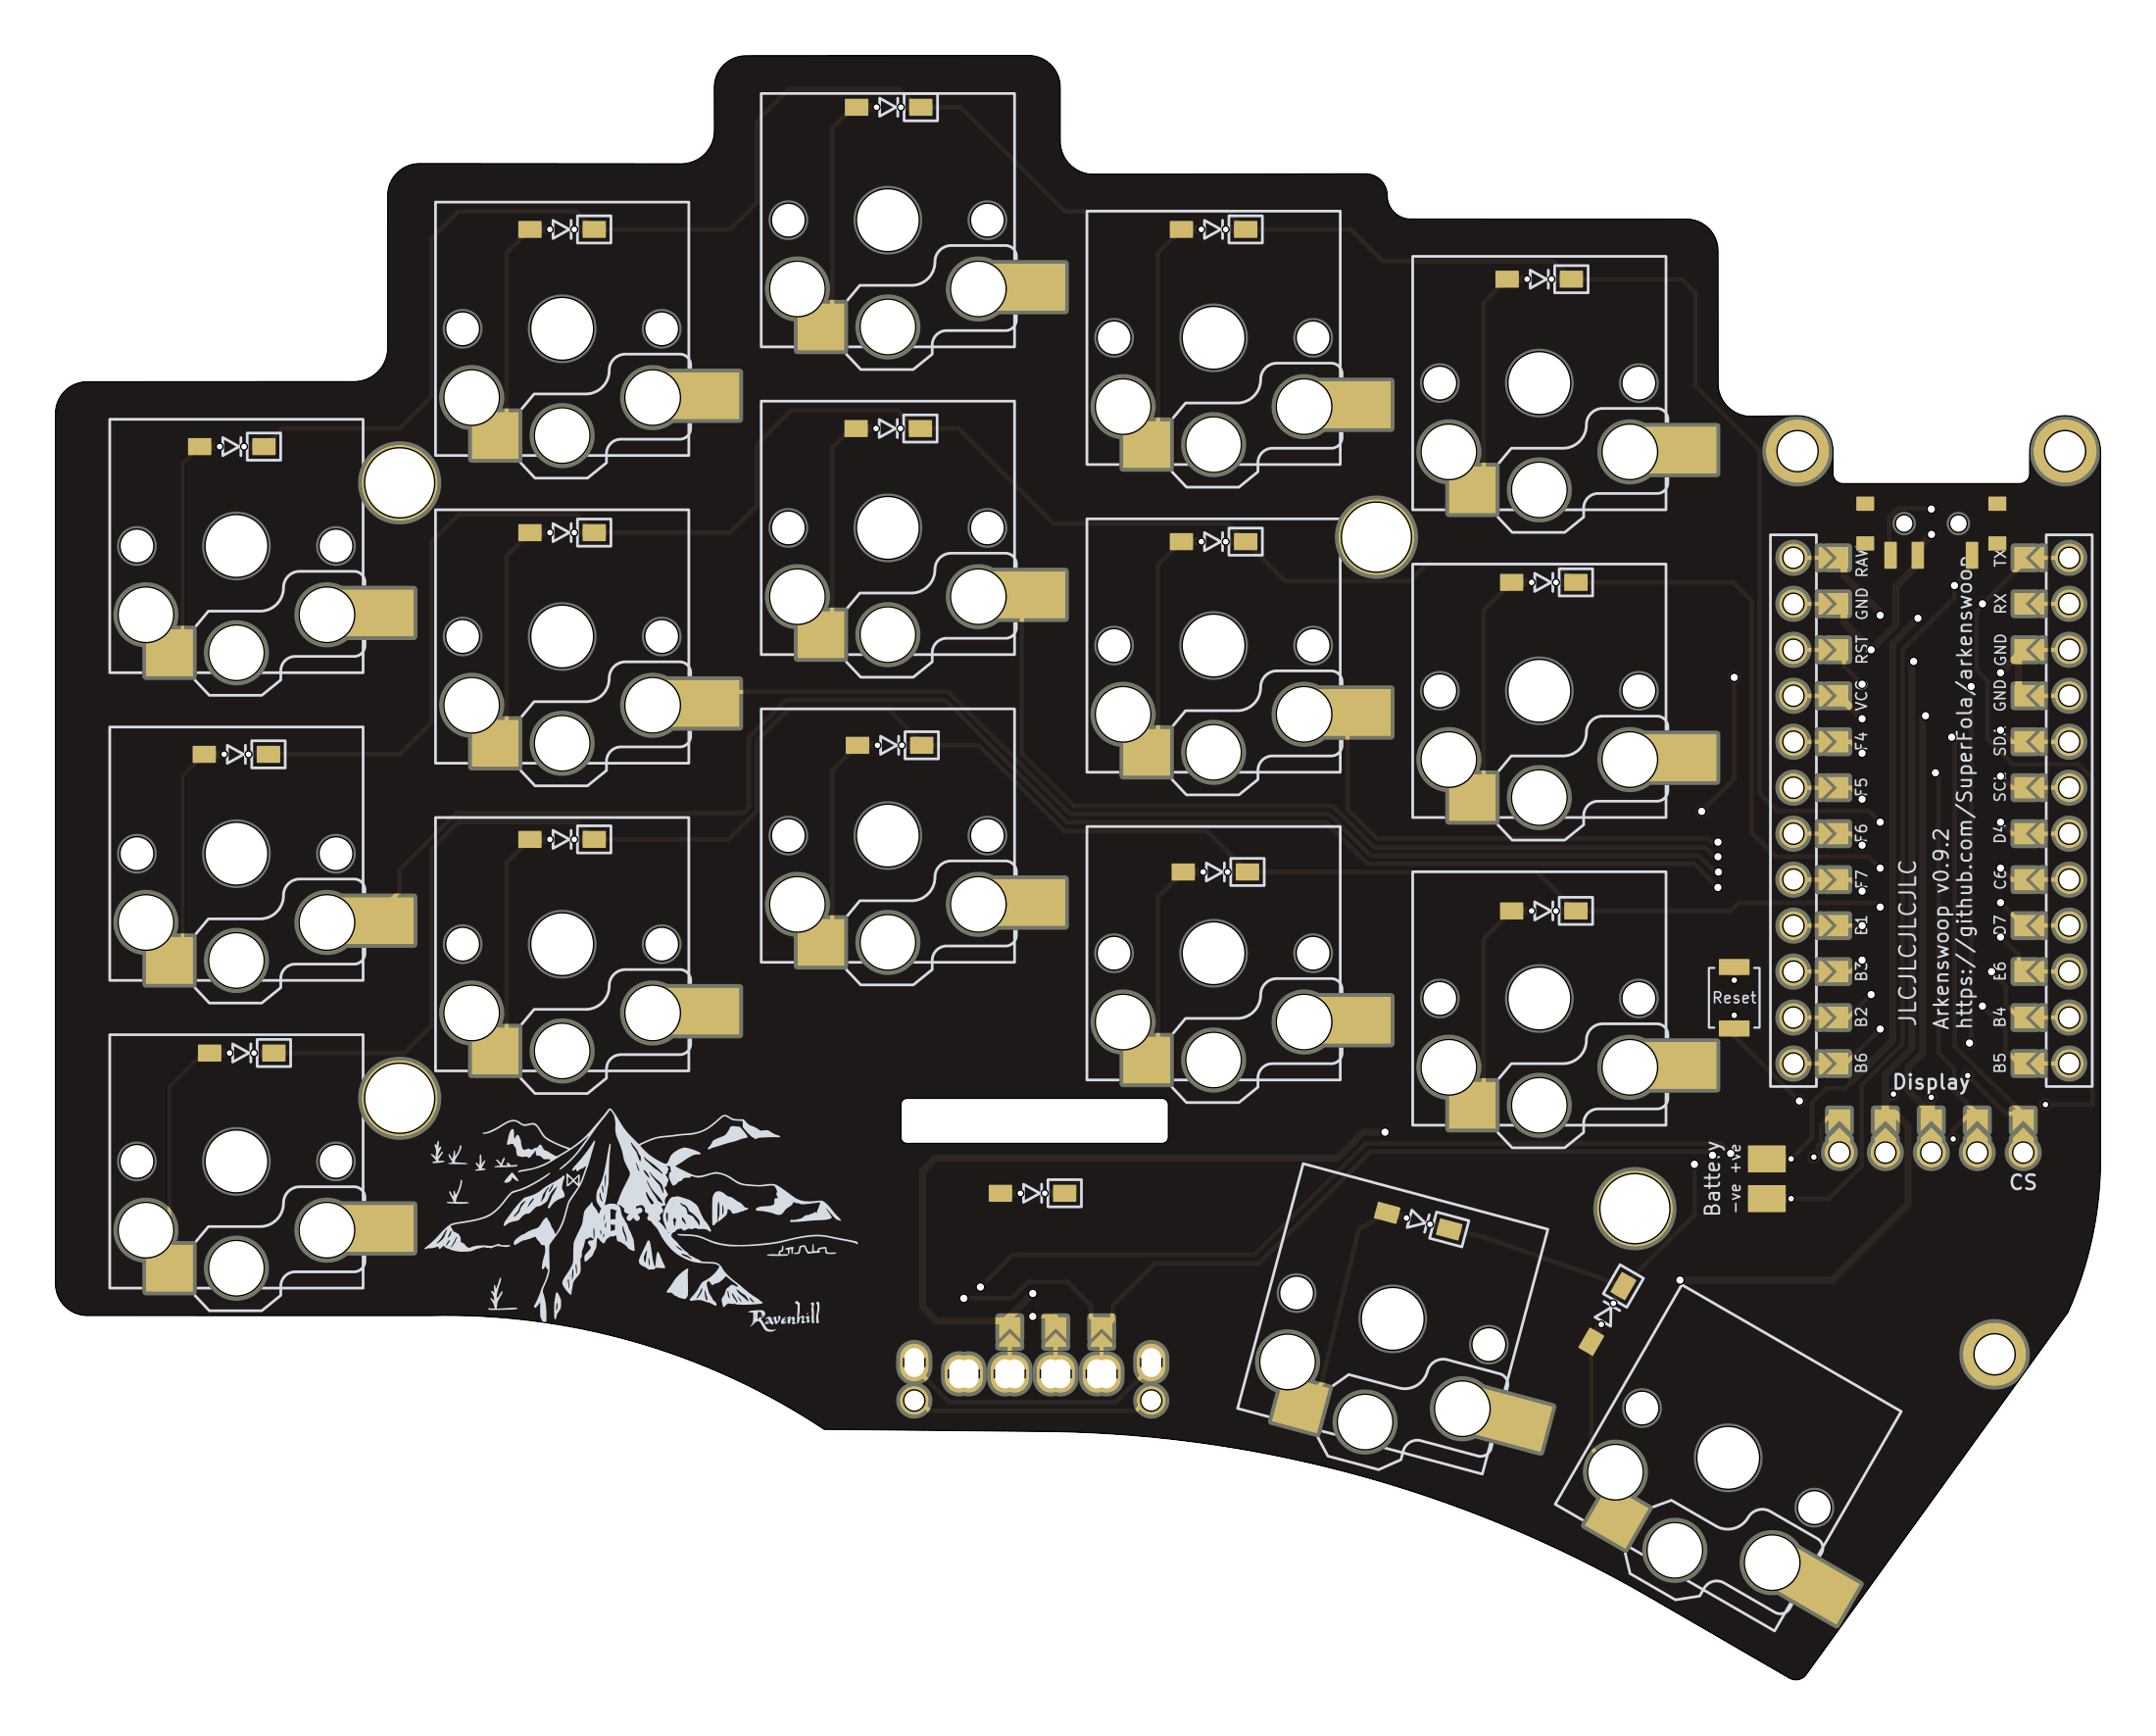 RAW
GND
RST
VCC
F4
F5
F6
F7
B1
B3
B2
B6
TX
RX
GND
GND
SDA
SCL
D4
C6
D7
E6
B4
B5
JLCJLCJLCJLC
Arkenswoop v0.9.2
https://github.com/SuperFola/arkenswoop
Reset
Display
CS
Battery
-ve +ve
Ravenhill